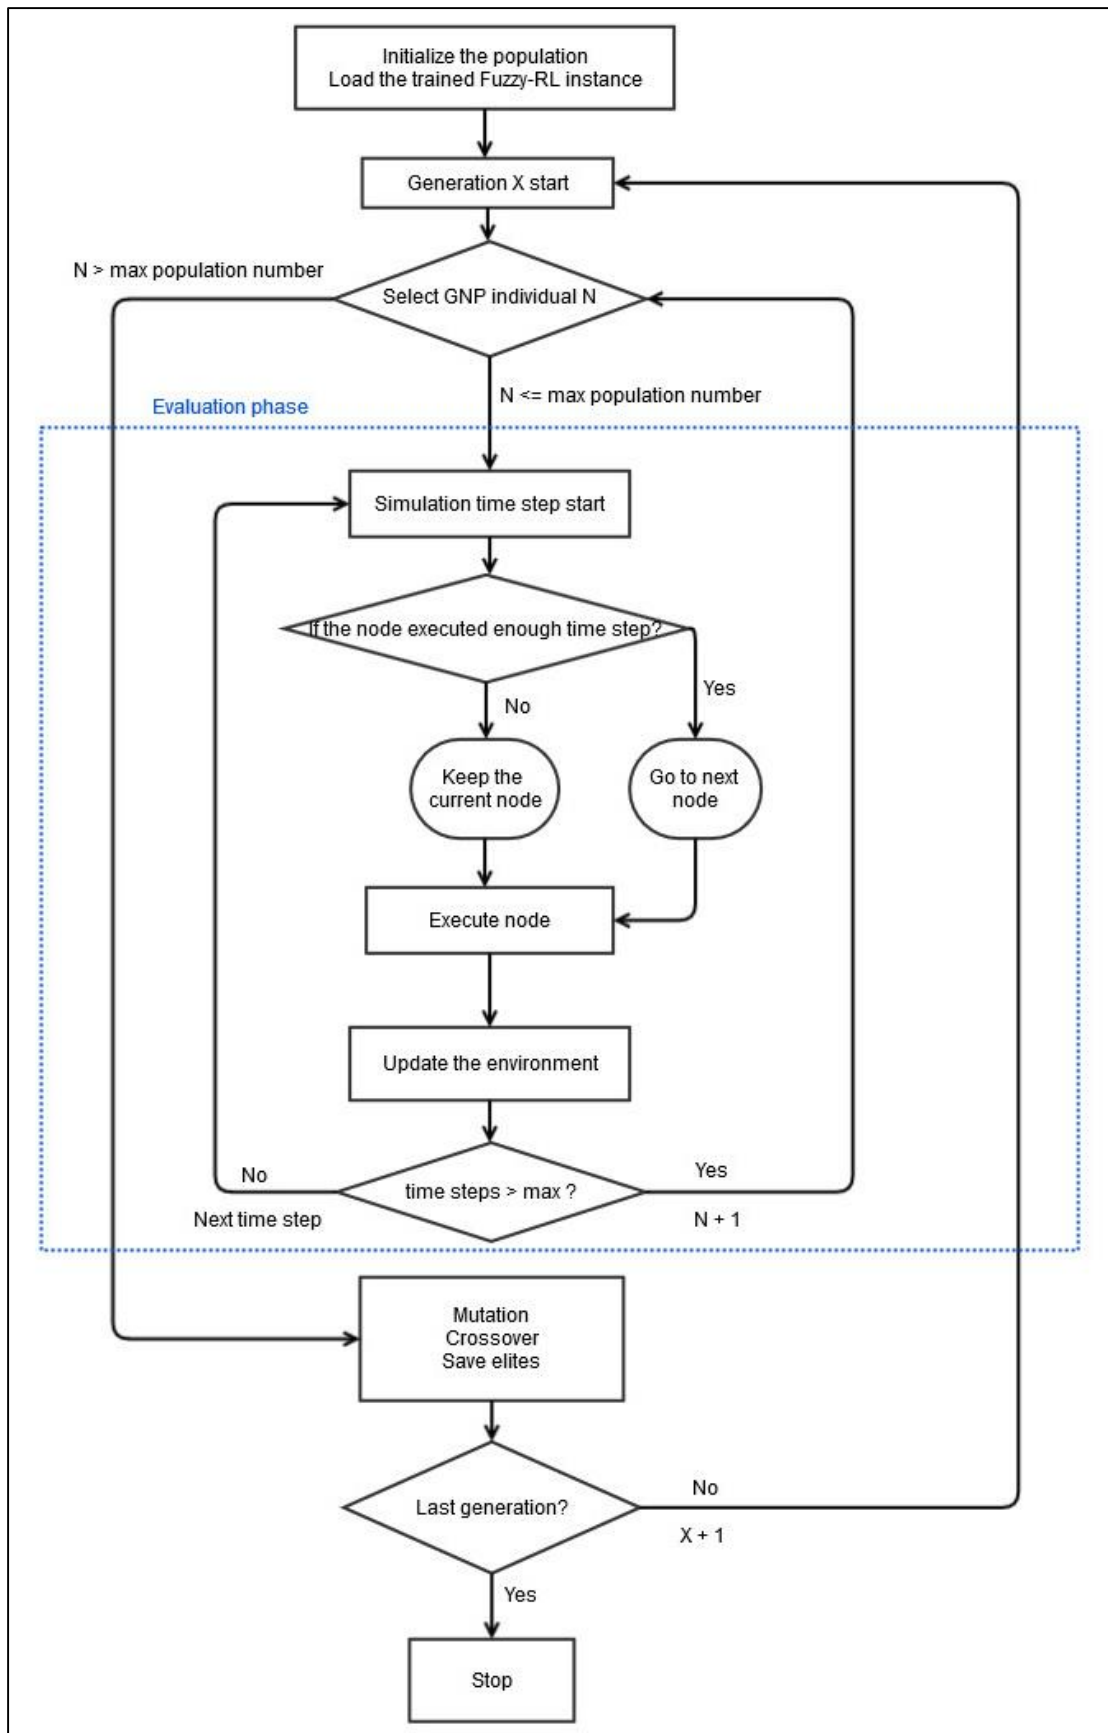 Initialize the population
Load the trained Fuzzy-RL instance
Generation X start
N > max population number
Select GNP individual N
N <= max population number
Evaluation phase
Simulation time step start
If the node executed enough time step?
No
Yes
Keep the
current node
Go to next
node
Execute node
Update the environment
No
time steps > max ?
Yes
Next time step
N + 1
Mutation
Crossover
Save elites
Last generation?
No
X + 1
Yes
Stop